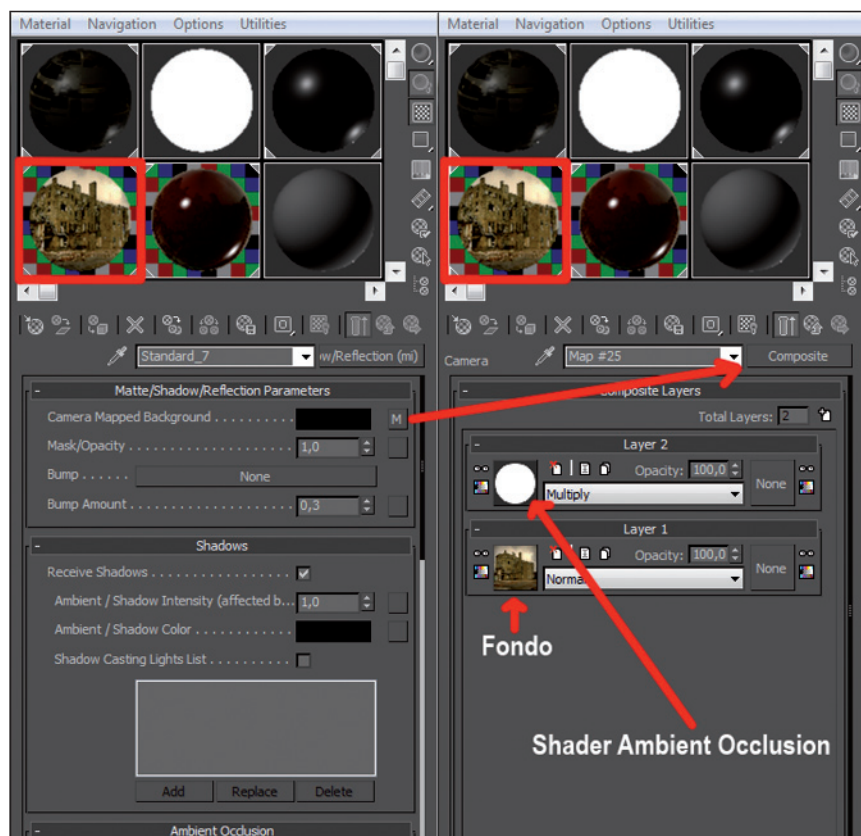 Material Navigation Options Utilities
Standard_7
w/Reflection (mi)
- Matte/Shadow/Reflection Parameters
Camera Mapped Background . . . . . . . . . . M
Mask/Opacity . . . . . . . . . . . . . . . . . . . . 1,0
Bump . . . . . . None
Bump Amount . . . . . . . . . . . . . . . . . . . . 0,3
- Shadows
Receive Shadows . . . . . . . . . . . . . . . . .
Ambient / Shadow Intensity (affected b... 1,0
Ambient / Shadow Color . . . . . . . . . . . .
Shadow Casting Lights List . . . . . . . . . .
Add Replace Delete
- Ambient Occlusion
Material Navigation Options Utilities
Camera Map #25 Composite
- Composite Layers
Total Layers: 2
- Layer 2
Opacity: 100,0
Multiply
None
- Layer 1
Opacity: 100,0
Normal
None
Fondo
Shader Ambient Occlusion